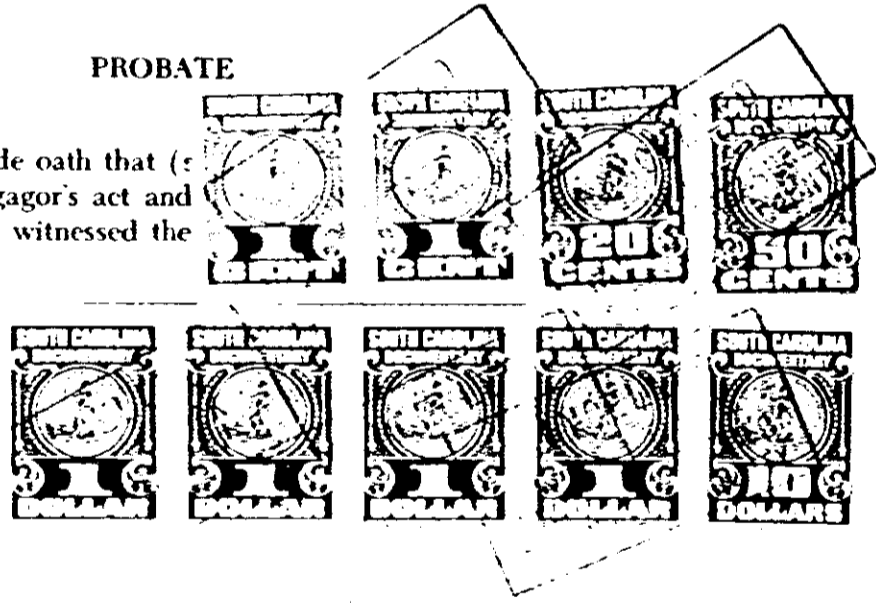 PROBATE
de oath that (s
gagor's act and
witnessed the
SOUTH CAROLINA
1
CENT
SOUTH CAROLINA
1
CENT
SOUTH CAROLINA
DOCUMENTARY
20
CENTS
SOUTH CAROLINA
DOCUMENTARY
50
CENTS
SOUTH CAROLINA
DOCUMENTARY
1
DOLLAR
SOUTH CAROLINA
DOCUMENTARY
1
DOLLAR
SOUTH CAROLINA
DOCUMENTARY
1
DOLLAR
SOUTH CAROLINA
DOCUMENTARY
1
DOLLAR
SOUTH CAROLINA
DOCUMENTARY
10
DOLLARS